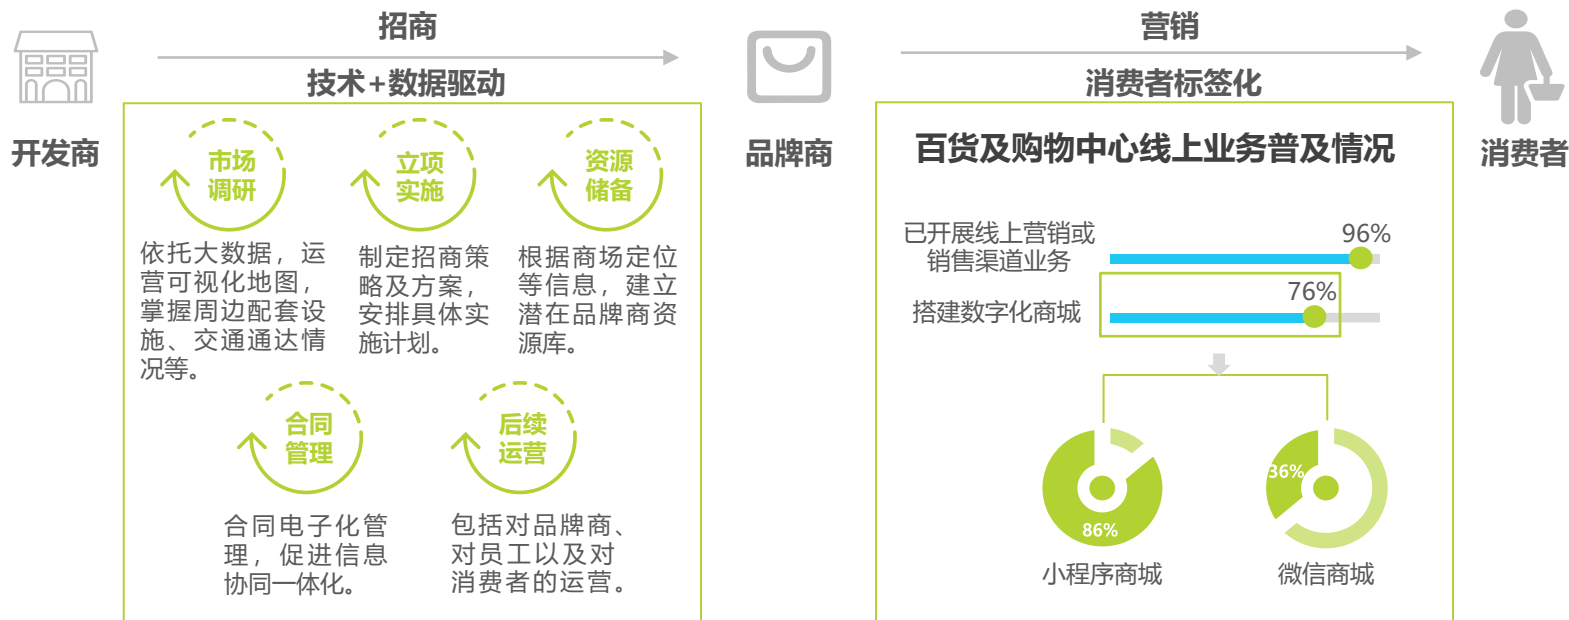 招商
技术+数据驱动
开发商
市场
调研
依托大数据，运
营可视化地图，
掌握周边配套设
施、交通通达情
况等。
立项
实施
制定招商策
略及方案，
安排具体实
施计划。
资源
储备
根据商场定位
等信息，建立
潜在品牌商资
源库。
合同
管理
合同电子化管
理，促进信息
协同一体化。
后续
运营
包括对品牌商、
对员工以及对
消费者的运营。
品牌商
营销
消费者标签化
消费者
百货及购物中心线上业务普及情况
已开展线上营销或
销售渠道业务
96%
搭建数字化商城
76%
86%
小程序商城
36%
微信商城